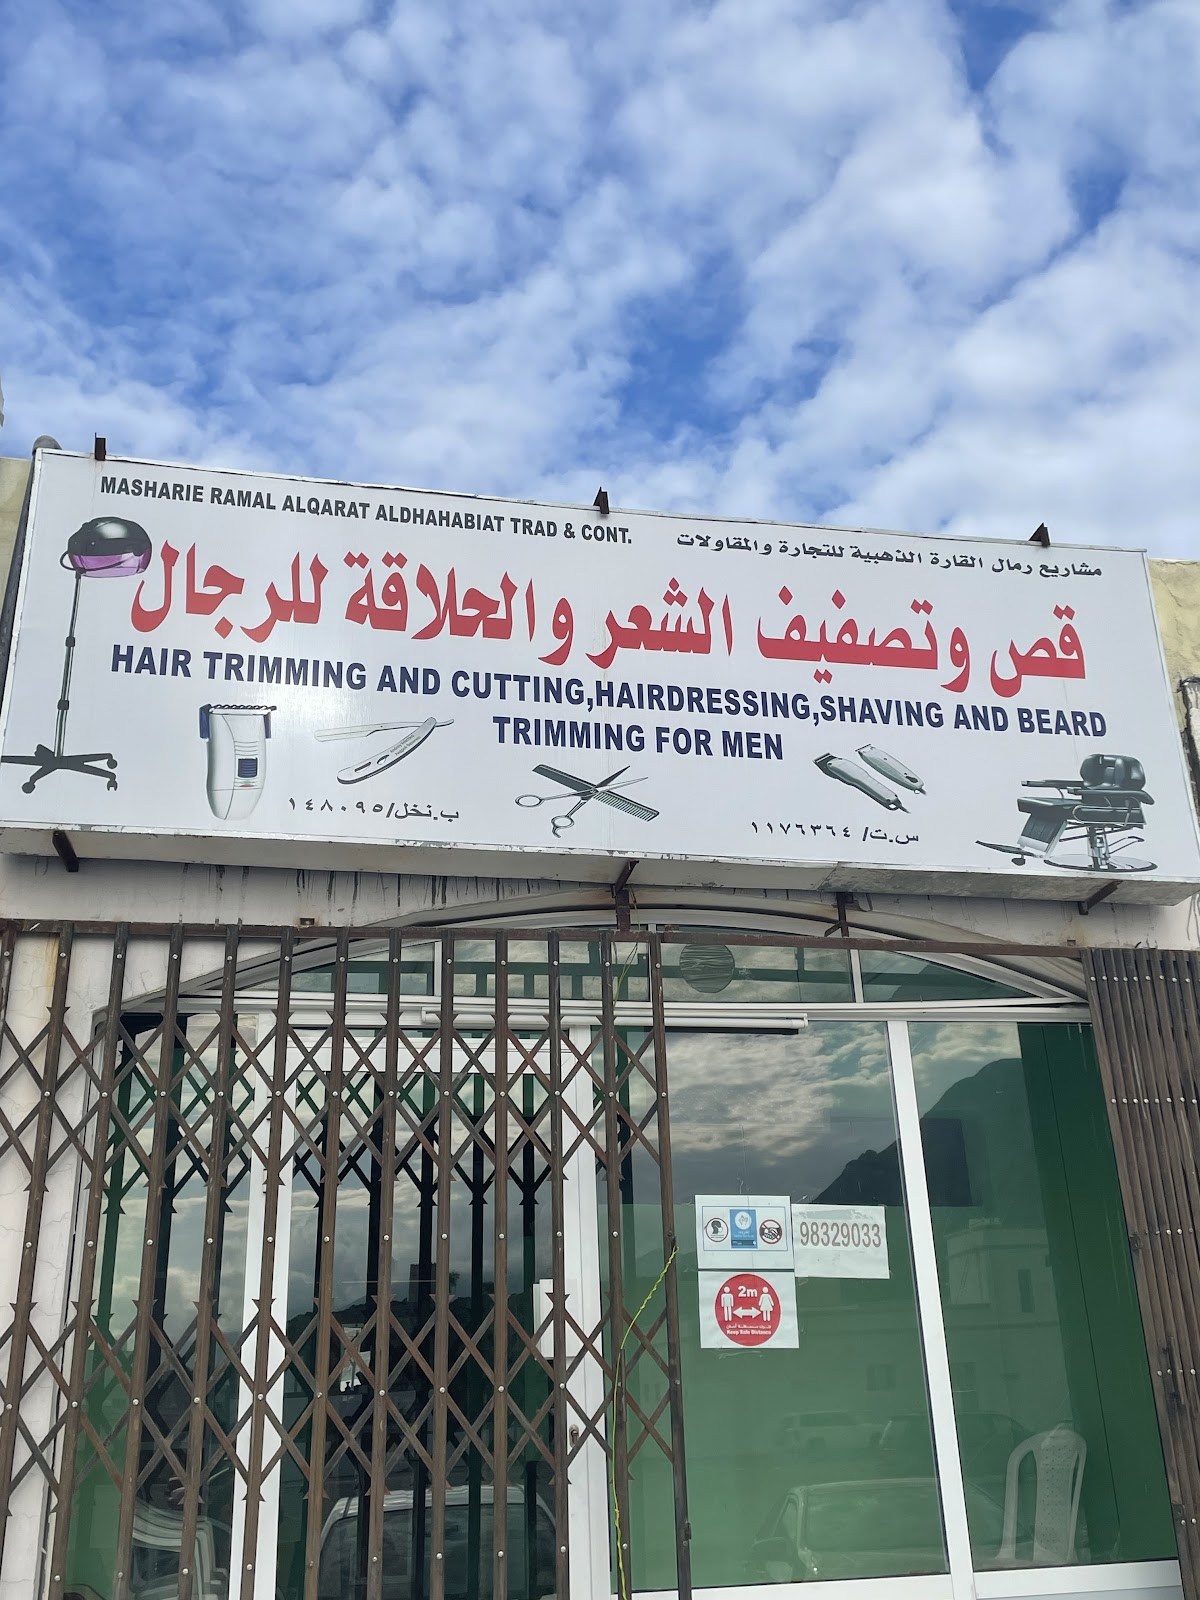 MASHARIE RAMAL ALQARAT ALDHAHABIAT TRAD & CONT.
مشاريع رمال القارة الذهبية للتجارة والمقاولات
قص وتصفيف الشعر والحلاقة للرجال
HAIR TRIMMING AND CUTTING,HAIRDRESSING,SHAVING AND BEARD
TRIMMING FOR MEN
ب.نخل/١٤٨٠٩٥
س.ت/ ١١٧٦٣٦٤
98329033
2m
Keep Safe Distance